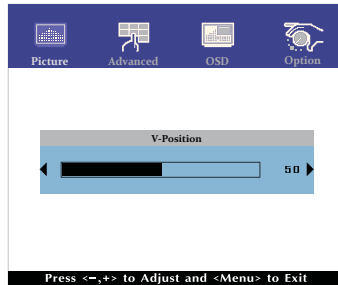 Picture Advanced OSD Option
V-Position
50
Press <−,+> to Adjust and <Menu> to Exit